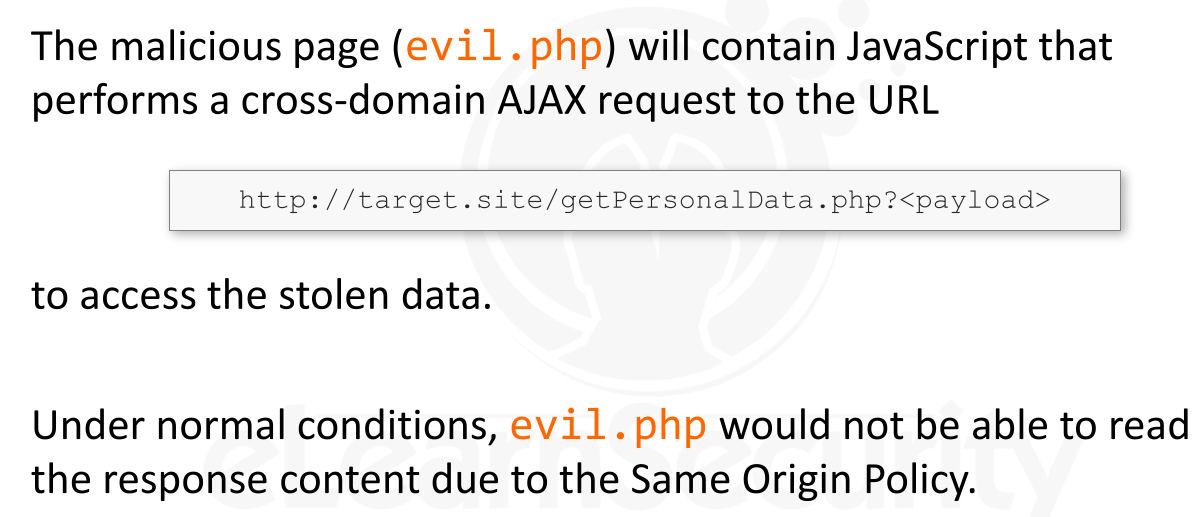 The malicious page (evil.php) will contain JavaScript that
performs a cross-domain AJAX request to the URL
http://target.site/getPersonalData.php?<payload>
to access the stolen data.
Under normal conditions, evil.php would not be able to read
the response content due to the Same Origin Policy.
eLearnSecurity